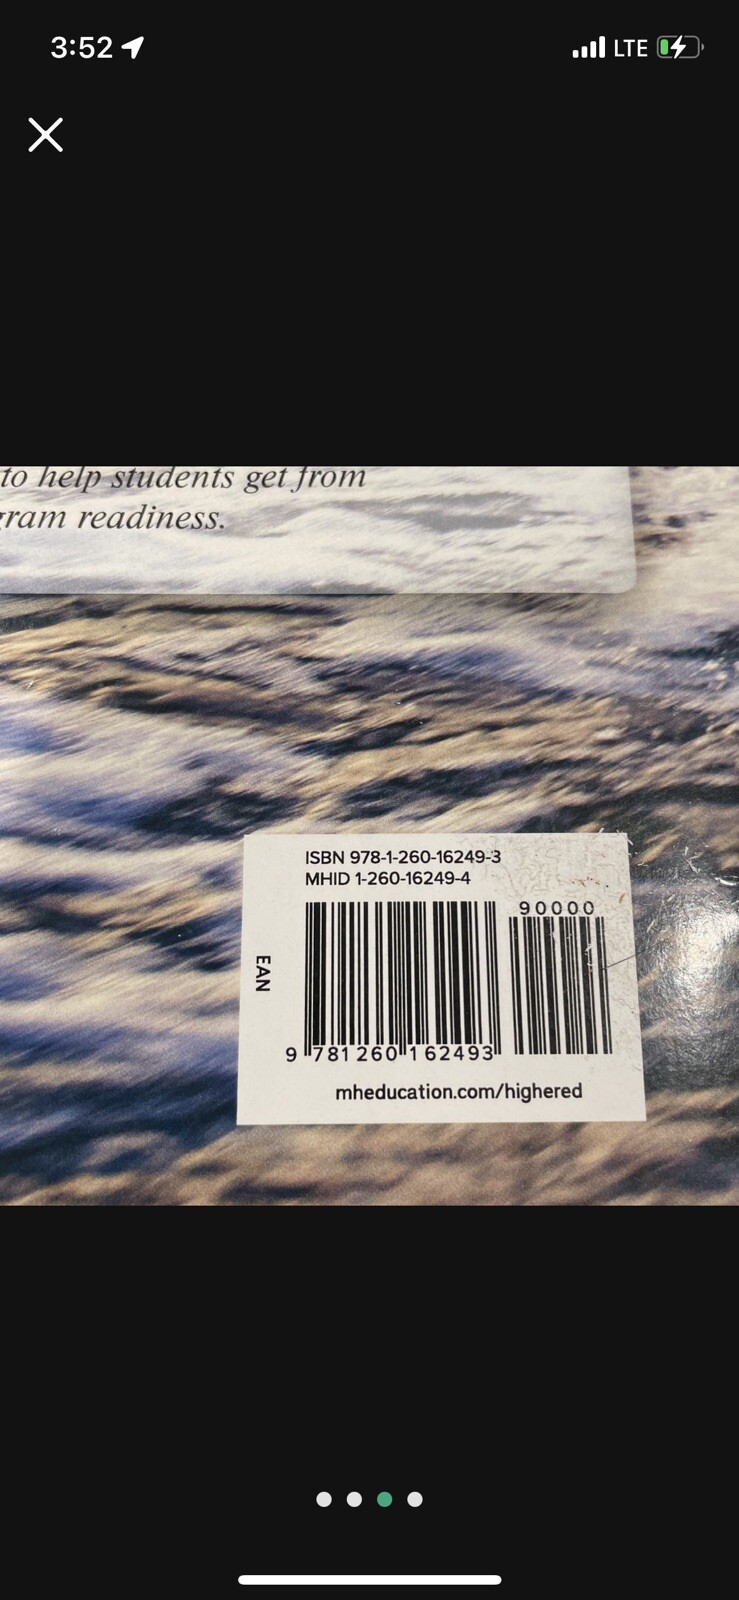 3:52 LTE
to help students get from
gram readiness.
ISBN 978-1-260-16249-3
MHID 1-260-16249-4
90000
EAN
9 781260 162493
mheducation.com/highered